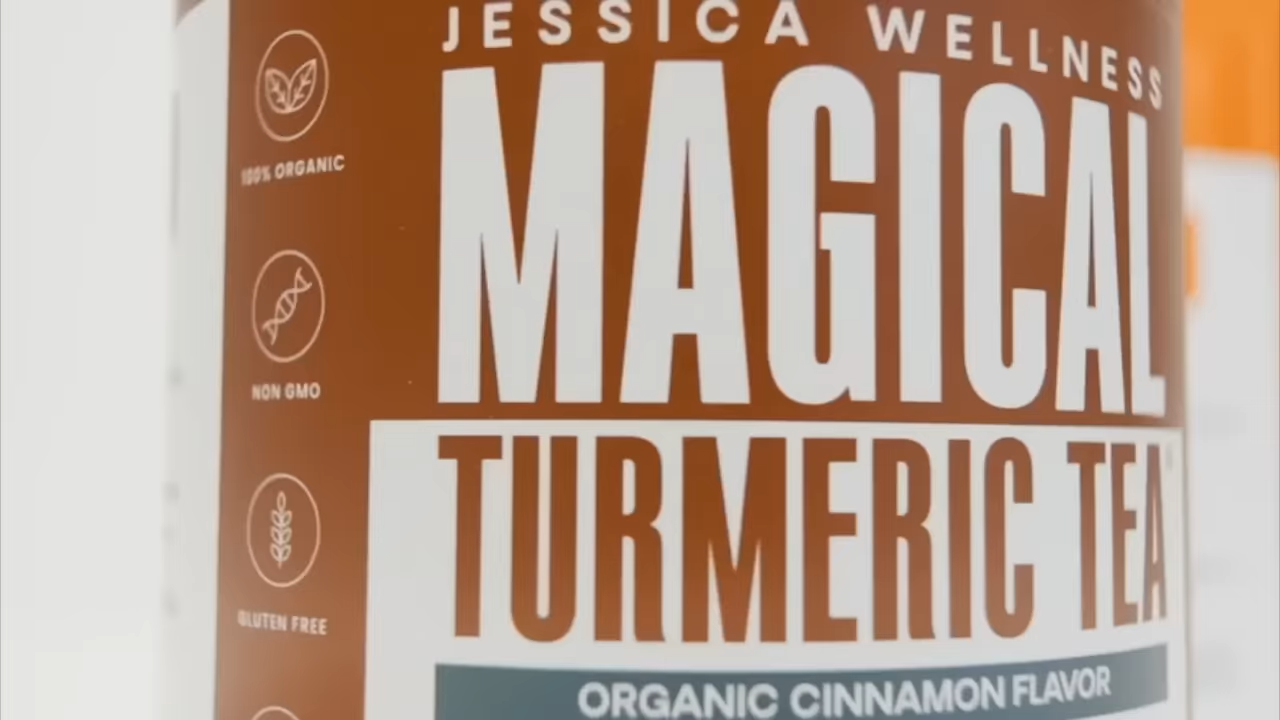 JESSICA WELLNESS
MAGICAL
TURMERIC TEA
ORGANIC CINNAMON FLAVOR
100% ORGANIC
NON GMO
GLUTEN FREE